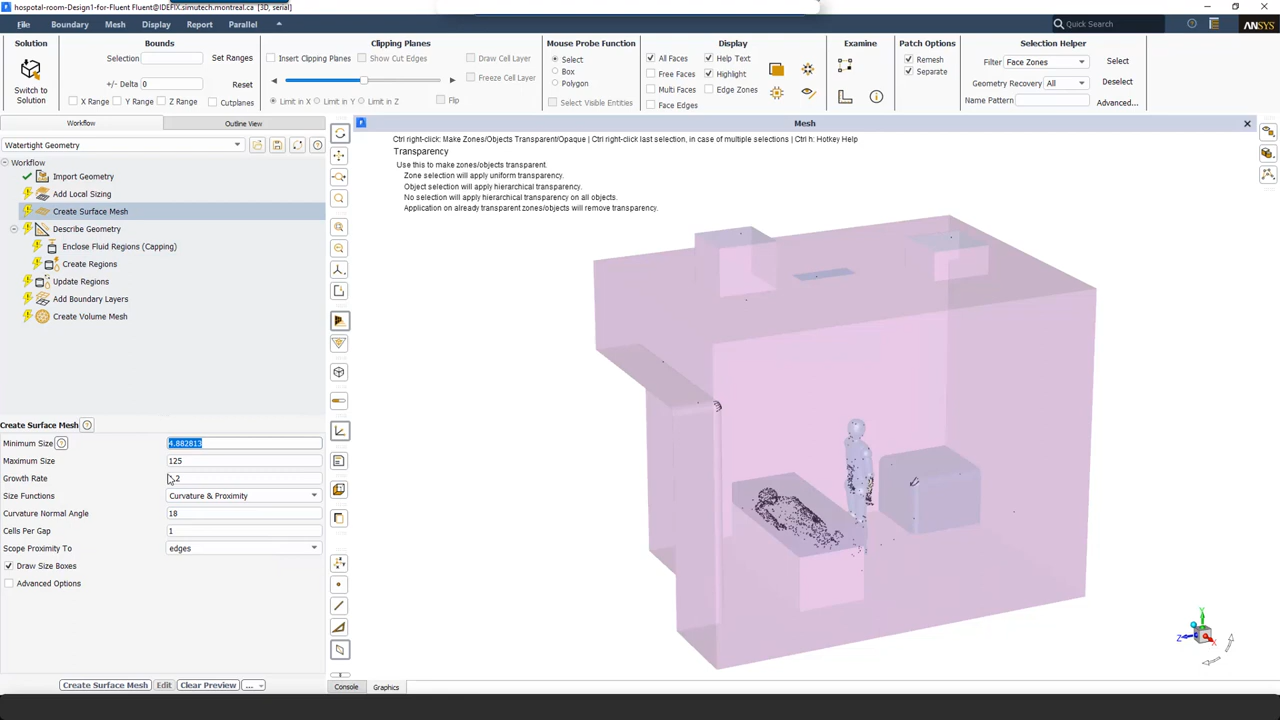 hospotal-room-Design1-for-Fluent Fluent@IDEFIX.simutech.montreal.ca [3D, serial]
File Boundary Mesh Display Report Parallel Quick Search ANSYS
Solution Bounds Clipping Planes Mouse Probe Function Display Examine Patch Options Selection Helper
Selection Set Ranges Insert Clipping Planes Show Cut Edges Draw Cell Layer Select All Faces Help Text Remesh Filter Face Zones Select
Switch to Solution +/- Delta 0 Reset Freeze Cell Layer Box Free Faces Highlight Separate Geometry Recovery All Deselect
Polygon Multi Faces Edge Zones Name Pattern Advanced...
X Range Y Range Z Range Cutplanes Limit in X Limit in Y Limit in Z Flip Select Visible Entities Face Edges
Workflow Outline View Mesh
Watertight Geometry
Ctrl right-click: Make Zones/Objects Transparent/Opaque | Ctrl right-click last selection, in case of multiple selections | Ctrl h: Hotkey Help
Transparency
Use this to make zones/objects transparent.
Zone selection will apply uniform transparency.
Object selection will apply hierarchical transparency.
No selection will apply hierarchical transparency on all objects.
Application on already transparent zones/objects will remove transparency.
Workflow
Import Geometry
Add Local Sizing
Create Surface Mesh
Describe Geometry
Enclose Fluid Regions (Capping)
Create Regions
Update Regions
Add Boundary Layers
Create Volume Mesh
Create Surface Mesh
Minimum Size 4.882813
Maximum Size 125
Growth Rate .2
Size Functions Curvature & Proximity
Curvature Normal Angle 18
Cells Per Gap 1
Scope Proximity To edges
Draw Size Boxes
Advanced Options
Y
Z X
Create Surface Mesh Edit Clear Preview ...
Console Graphics